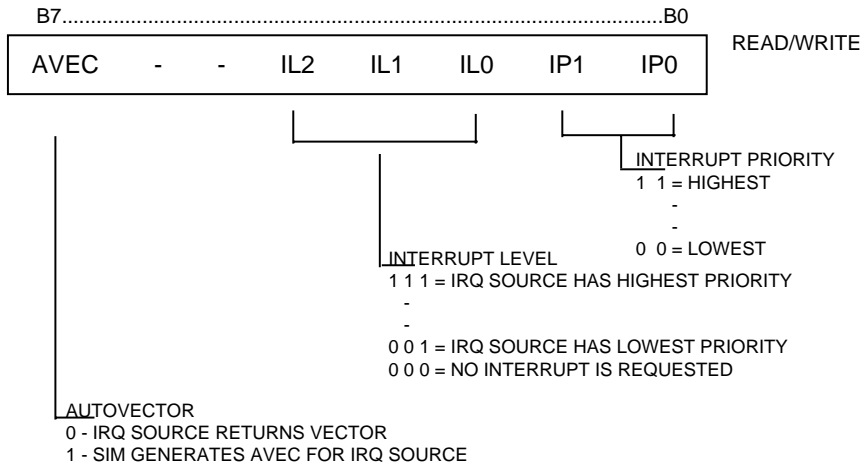 B7..........................................................................................................B0
READ/WRITE
AVEC - - IL2 IL1 IL0 IP1 IP0
INTERRUPT PRIORITY
1 1 = HIGHEST
-
-
0 0 = LOWEST
INTERRUPT LEVEL
1 1 1 = IRQ SOURCE HAS HIGHEST PRIORITY
-
-
0 0 1 = IRQ SOURCE HAS LOWEST PRIORITY
0 0 0 = NO INTERRUPT IS REQUESTED
AUTOVECTOR
0 - IRQ SOURCE RETURNS VECTOR
1 - SIM GENERATES AVEC FOR IRQ SOURCE